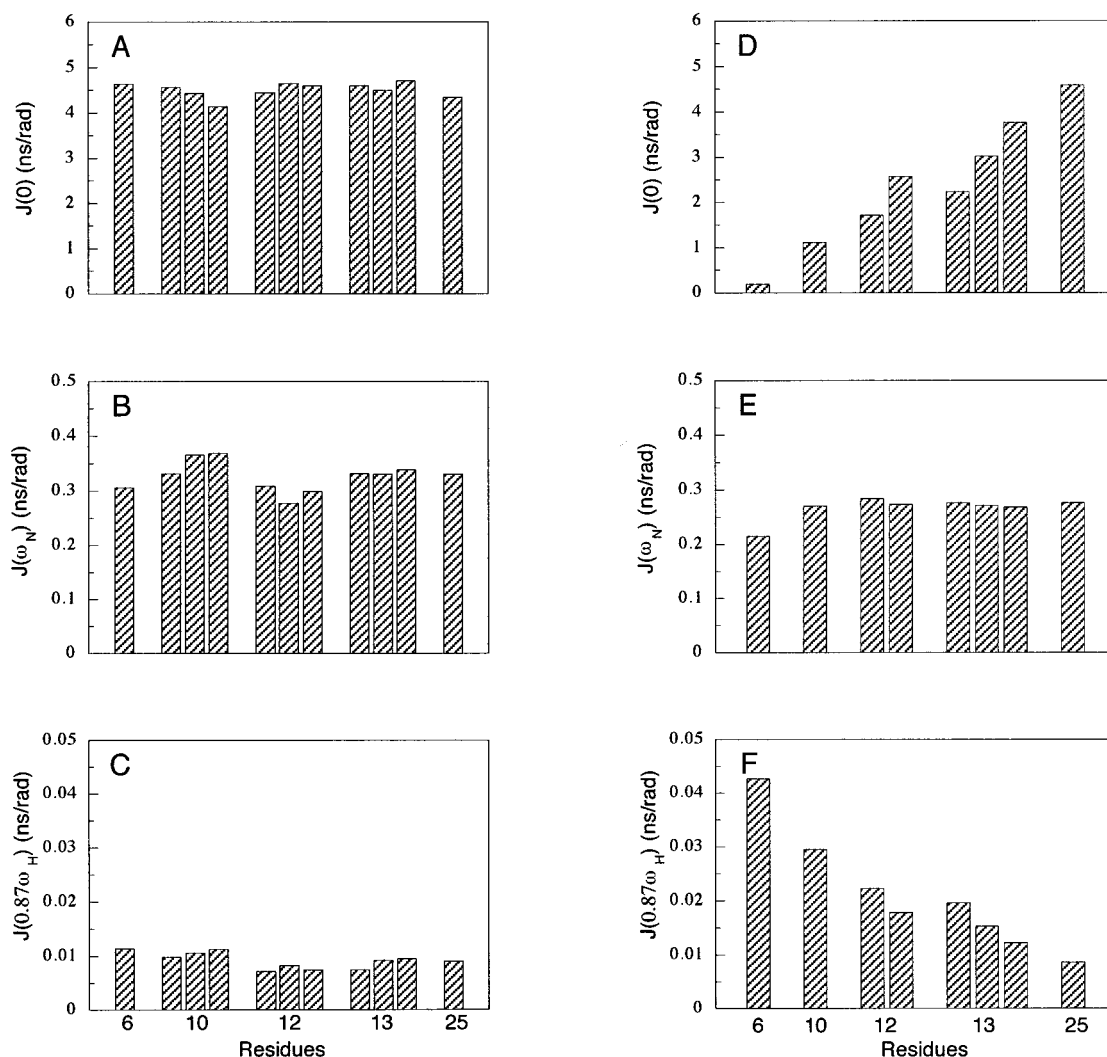 A
J(0) (ns/rad)
6
5
4
3
2
1
0
D
J(0) (ns/rad)
6
5
4
3
2
1
0
B
J(ω_N) (ns/rad)
0.5
0.4
0.3
0.2
0.1
0
E
J(ω_N) (ns/rad)
0.5
0.4
0.3
0.2
0.1
0
C
J(0.87ω_H) (ns/rad)
0.05
0.04
0.03
0.02
0.01
0
6 10 12 13 25
Residues
F
J(0.87ω_H) (ns/rad)
0.05
0.04
0.03
0.02
0.01
0
6 10 12 13 25
Residues